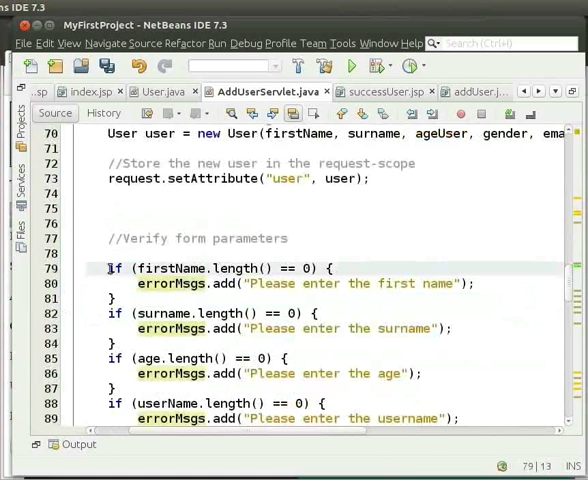 ns IDE 7.3
MyFirstProject - NetBeans IDE 7.3
File Edit View Navigate Source Refactor Run Debug Profile Team Tools Window Help Search (Ctrl+I)
...sp index.jsp User.java AddUserServlet.java successUser.jsp addUser.j...
Source History
70 User user = new User(firstName, surname, ageUser, gender, ema
71
72 //Store the new user in the request-scope
73 request.setAttribute("user", user);
74
75
76
77 //Verify form parameters
78
79 if (firstName.length() == 0) {
80 errorMsgs.add("Please enter the first name");
81 }
82 if (surname.length() == 0) {
83 errorMsgs.add("Please enter the surname");
84 }
85 if (age.length() == 0) {
86 errorMsgs.add("Please enter the age");
87 }
88 if (userName.length() == 0) {
89 errorMsgs.add("Please enter the username");
Projects
Services
Files
Output
79|13 INS